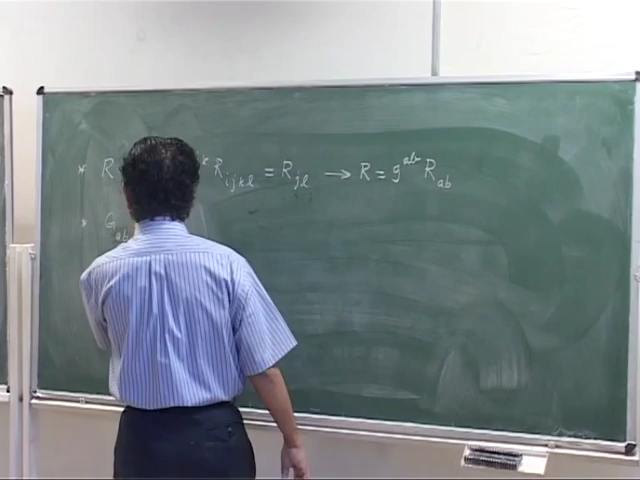 * R ᵏ R_{ijkl} = R_{jl} → R = g^{ab} R_{ab}
* G_{ab}